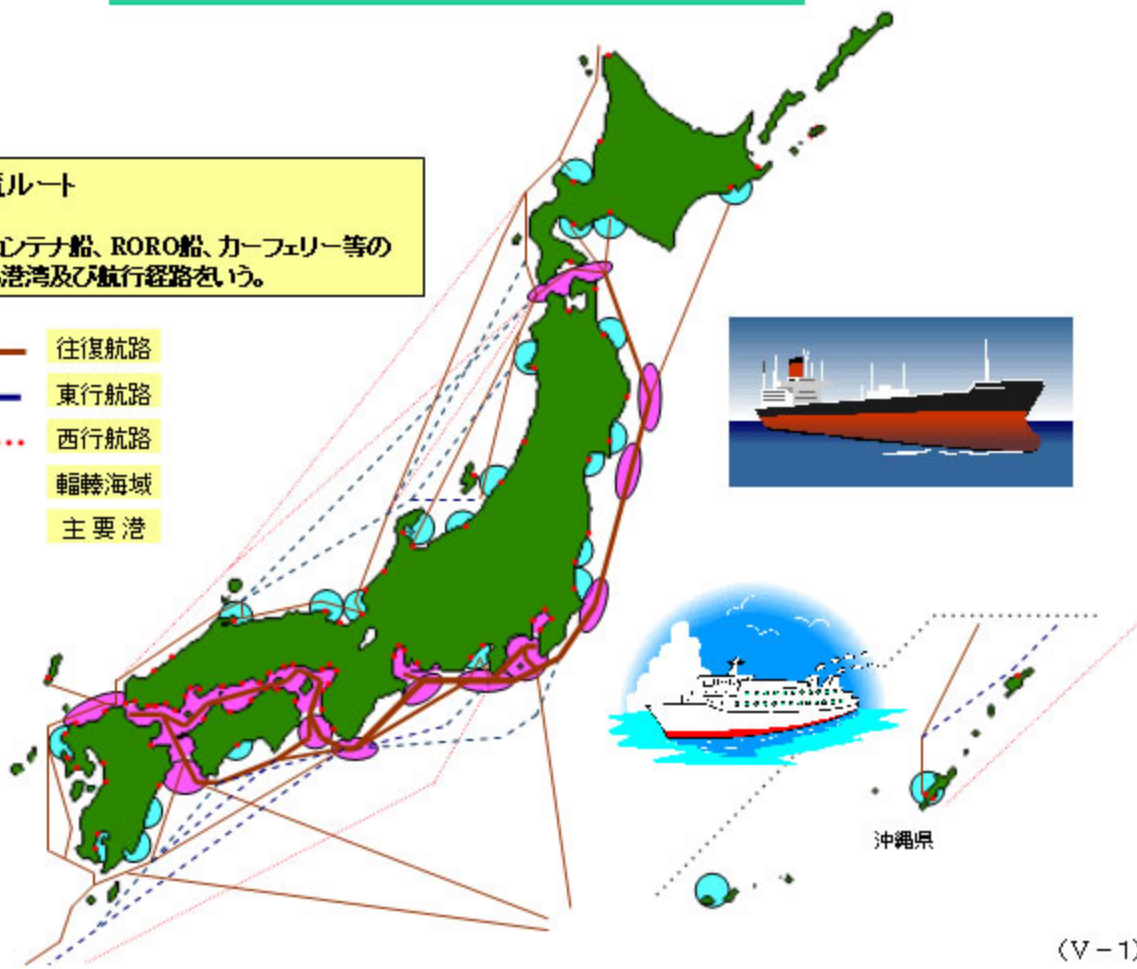 流ルート
コンテナ船、RORO船、カーフェリー等の
港湾及び航行経路をいう。
往復航路
東行航路
西行航路
輻輳海域
主要港
沖縄県
(Ⅴ－1)